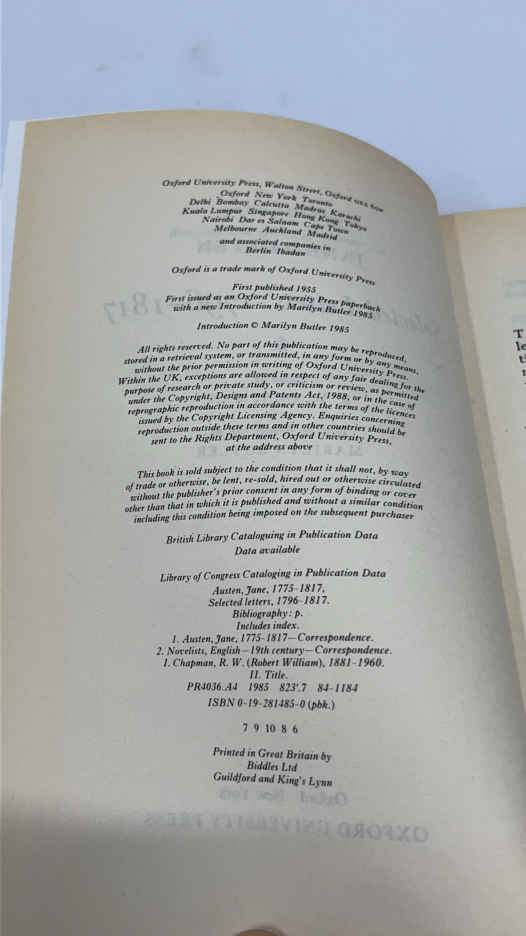 Oxford University Press, Walton Street, Oxford OX2 6DP
Oxford New York Toronto
Delhi Bombay Calcutta Madras Karachi
Kuala Lumpur Singapore Hong Kong Tokyo
Nairobi Dar es Salaam Cape Town
Melbourne Auckland Madrid
and associated companies in
Berlin Ibadan
Oxford is a trade mark of Oxford University Press
First published 1955
First issued as an Oxford University Press paperback
with a new Introduction by Marilyn Butler 1985
Introduction © Marilyn Butler 1985
All rights reserved. No part of this publication may be reproduced,
stored in a retrieval system, or transmitted, in any form or by any means,
without the prior permission in writing of Oxford University Press.
Within the UK, exceptions are allowed in respect of any fair dealing for the
purpose of research or private study, or criticism or review, as permitted
under the Copyright, Designs and Patents Act, 1988, or in the case of
reprographic reproduction in accordance with the terms of the licences
issued by the Copyright Licensing Agency. Enquiries concerning
reproduction outside these terms and in other countries should be
sent to the Rights Department, Oxford University Press,
at the address above
This book is sold subject to the condition that it shall not, by way
of trade or otherwise, be lent, re-sold, hired out or otherwise circulated
without the publisher's prior consent in any form of binding or cover
other than that in which it is published and without a similar condition
including this condition being imposed on the subsequent purchaser
British Library Cataloguing in Publication Data
Data available
Library of Congress Cataloging in Publication Data
Austen, Jane, 1775-1817,
Selected letters, 1796-1817.
Bibliography: p.
Includes index.
1. Austen, Jane, 1775-1817—Correspondence.
2. Novelists, English—19th century—Correspondence.
I. Chapman, R. W. (Robert William), 1881-1960.
II. Title.
PR4036.A4 1985 823'.7 84-1184
ISBN 0-19-281485-0 (pbk.)
7 9 10 8 6
Printed in Great Britain by
Biddles Ltd
Guildford and King's Lynn